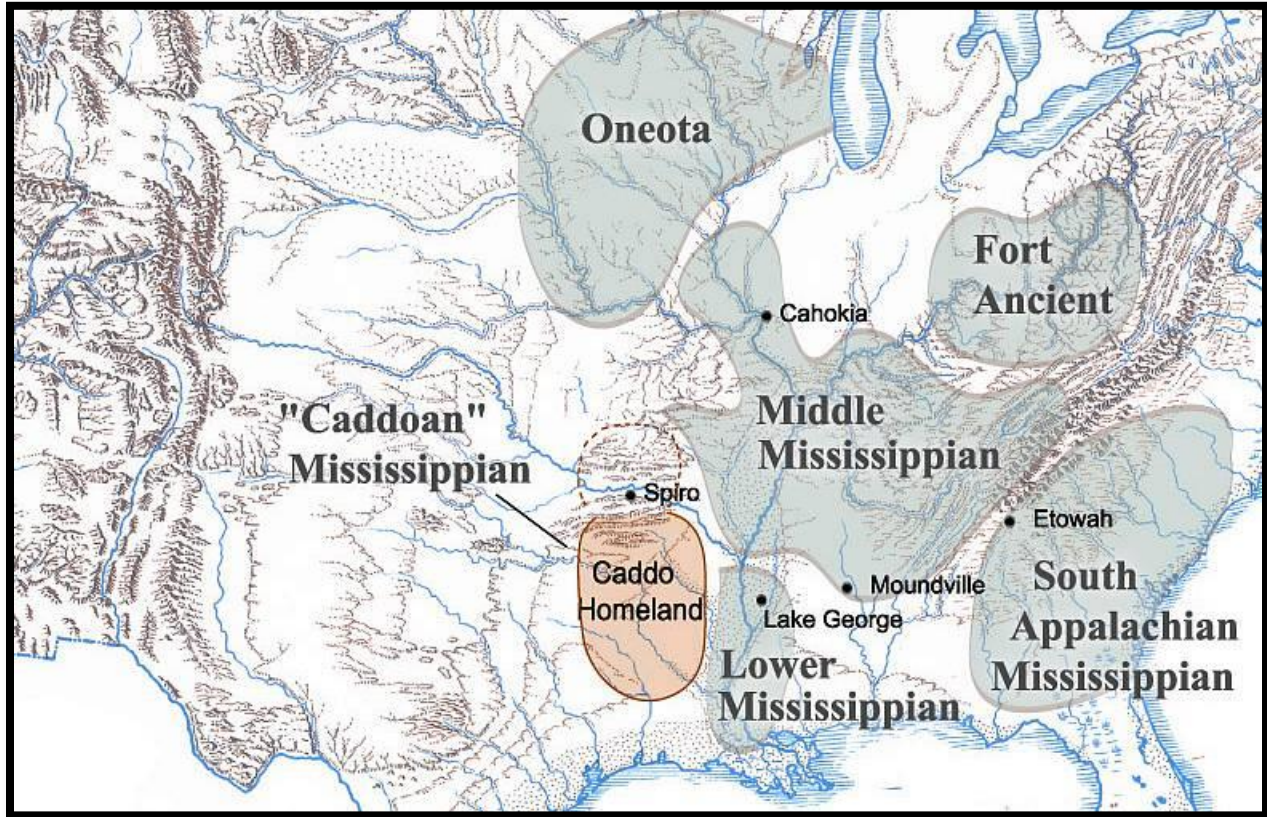 Oneota
Fort
Ancient
Cahokia
"Caddoan"
Mississippian
Middle
Mississippian
Spiro
Etowah
Caddo
Homeland
Moundville
Lake George
South
Appalachian
Mississippian
Lower
Mississippian